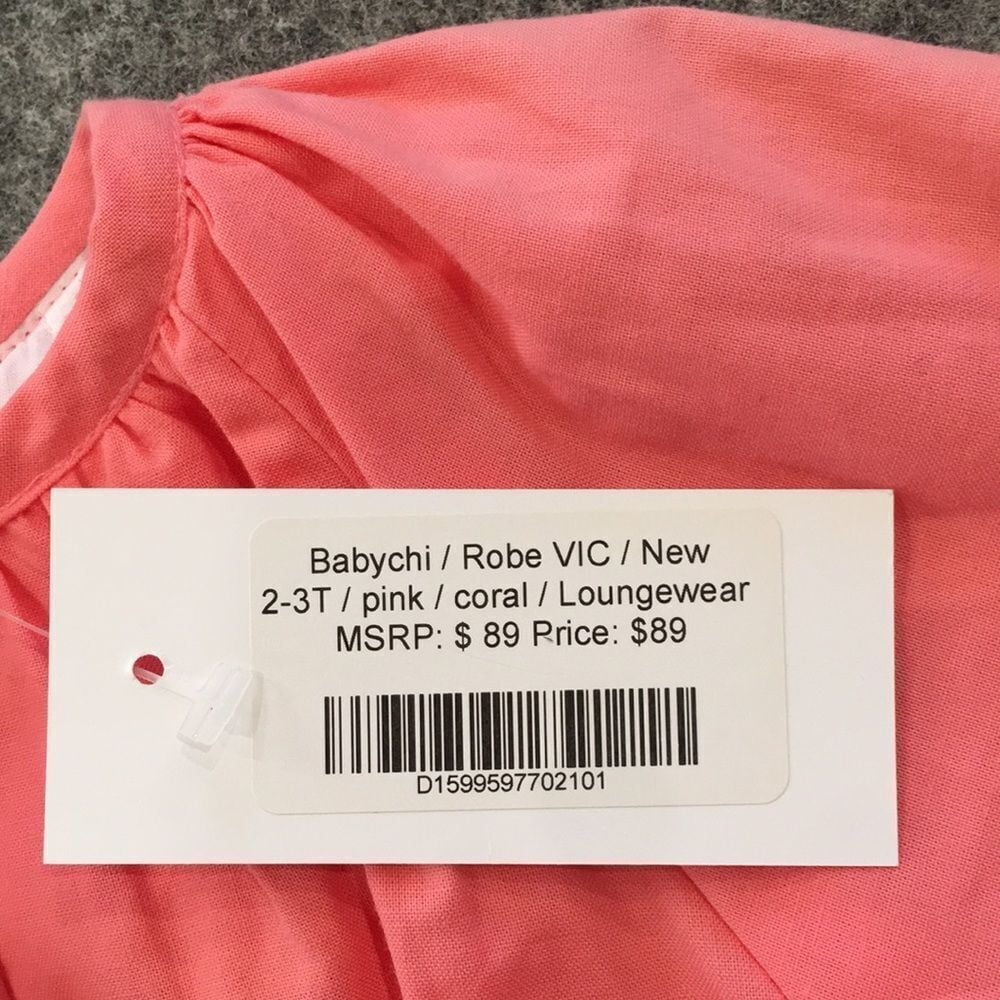 Babychi / Robe VIC / New
2-3T / pink / coral / Loungewear
MSRP: $ 89 Price: $89
D1599597702101